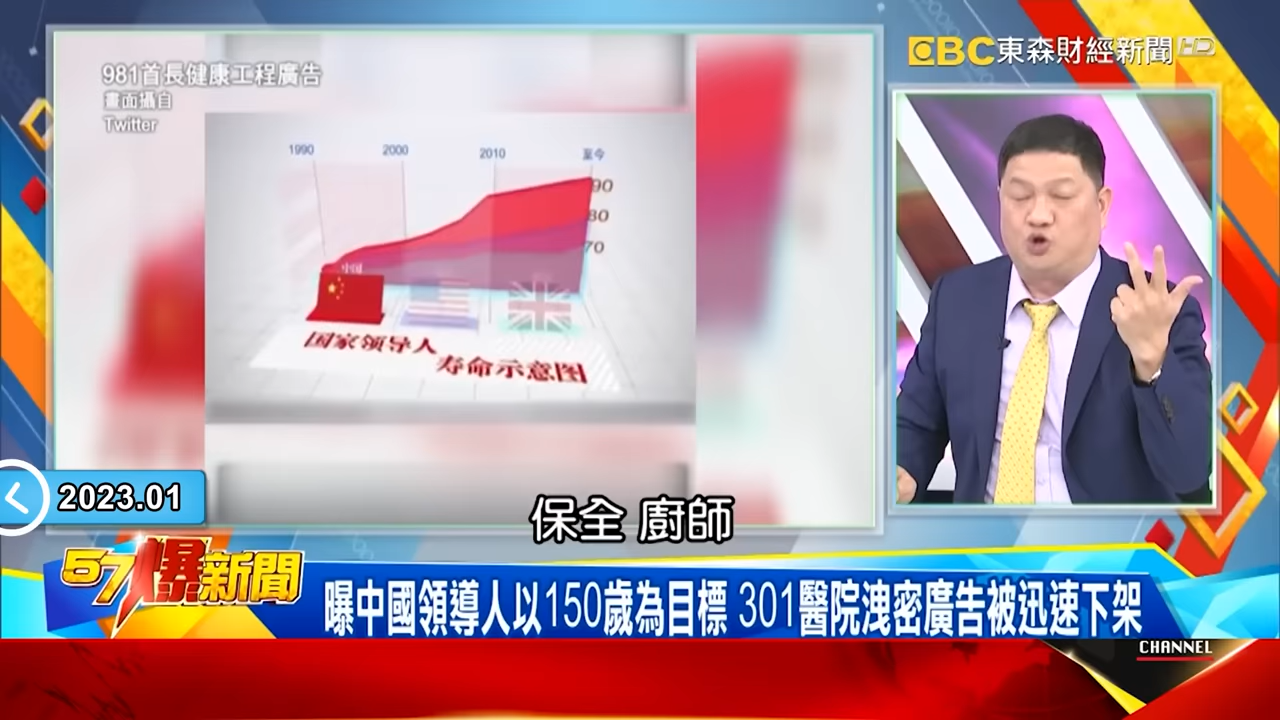 981首長健康工程廣告
畫面攝自
Twitter
EBC東森財經新聞HD
1990
2000
2010
至今
90
80
70
中国
国家领导人
寿命示意图
2023.01
保全 廚師
57爆新聞
曝中國領導人以150歲為目標 301醫院洩密廣告被迅速下架
CHANNEL